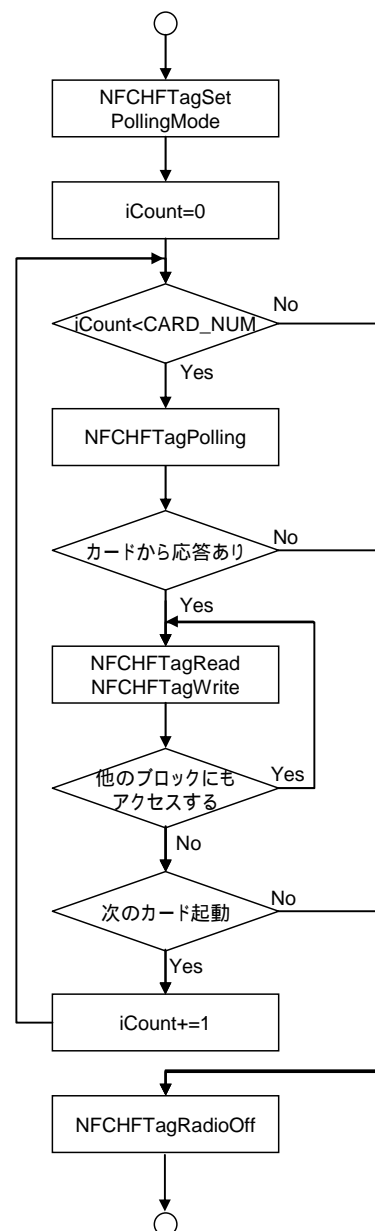 NFCHFTagSet
PollingMode
iCount=0
iCount<CARD_NUM
No
Yes
NFCHFTagPolling
カードから応答あり
No
Yes
NFCHFTagRead
NFCHFTagWrite
他のブロックにも
アクセスする
Yes
No
次のカード起動
No
Yes
iCount+=1
NFCHFTagRadioOff